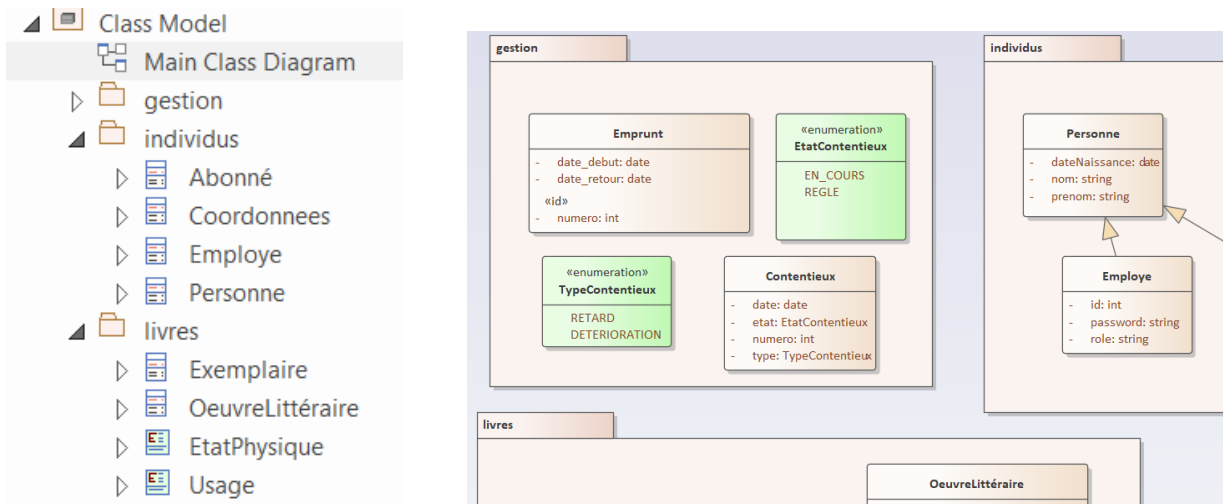 Class Model
Main Class Diagram
gestion
individus
Abonné
Coordonnees
Employe
Personne
livres
Exemplaire
OeuvreLittéraire
EtatPhysique
Usage
gestion
Emprunt
- date_debut: date
- date_retour: date
«id»
- numero: int
«enumeration»
EtatContentieux
EN_COURS
REGLE
«enumeration»
TypeContentieux
RETARD
DETERIORATION
Contentieux
- date: date
- etat: EtatContentieux
- numero: int
- type: TypeContentieux
individus
Personne
- dateNaissance: date
- nom: string
- prenom: string
Employe
- id: int
- password: string
- role: string
livres
OeuvreLittéraire